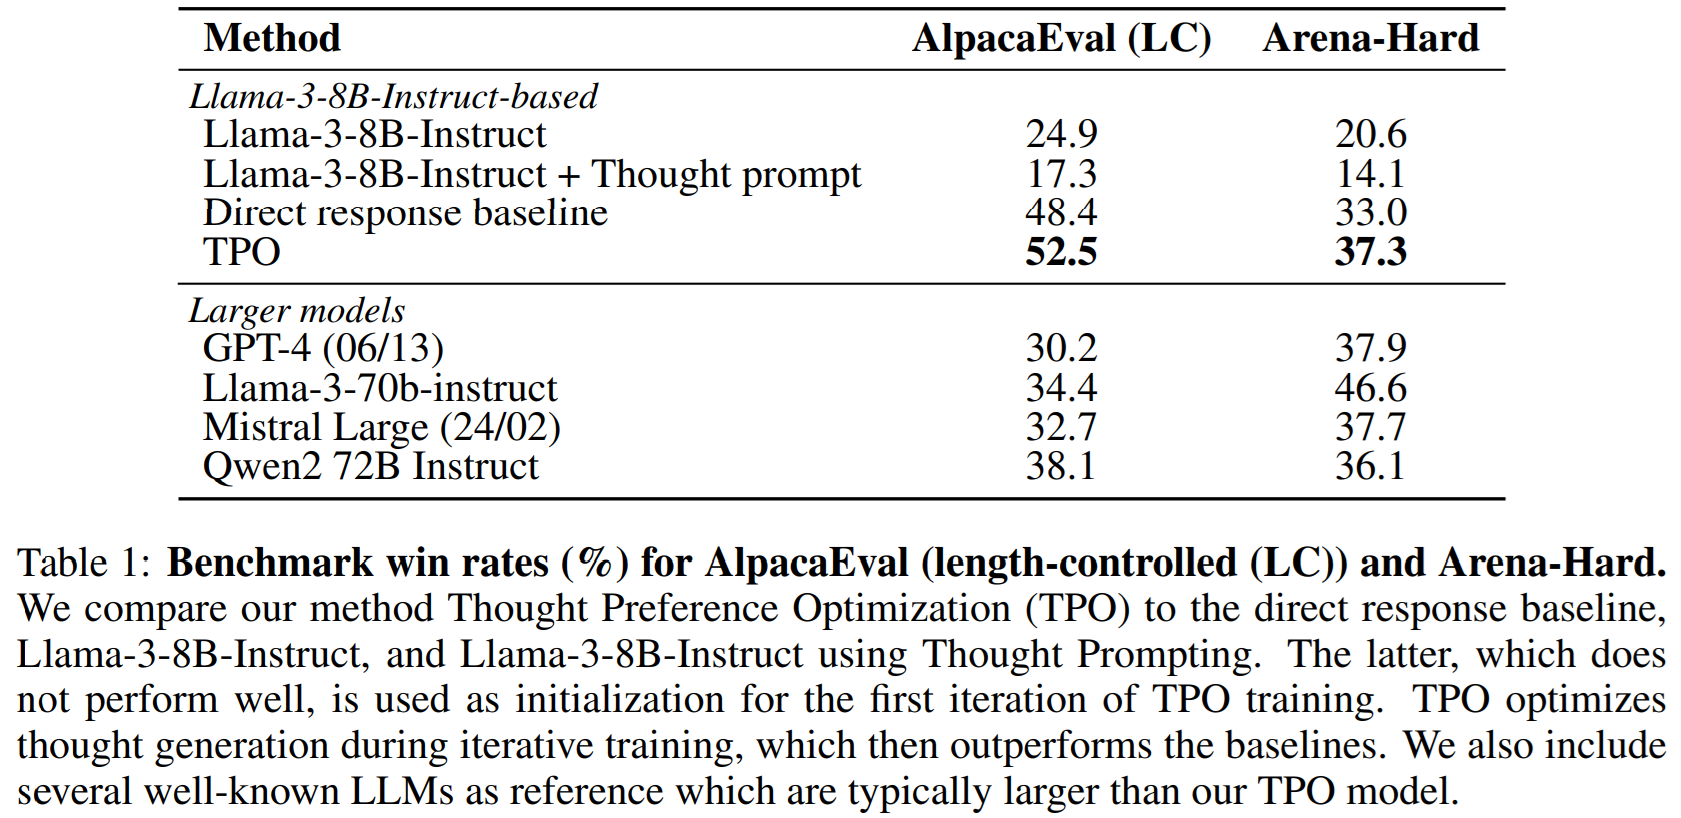 Method AlpacaEval (LC) Arena-Hard
Llama-3-8B-Instruct-based
Llama-3-8B-Instruct 24.9 20.6
Llama-3-8B-Instruct + Thought prompt 17.3 14.1
Direct response baseline 48.4 33.0
TPO 52.5 37.3
Larger models
GPT-4 (06/13) 30.2 37.9
Llama-3-70b-instruct 34.4 46.6
Mistral Large (24/02) 32.7 37.7
Qwen2 72B Instruct 38.1 36.1
Table 1: Benchmark win rates (%) for AlpacaEval (length-controlled (LC)) and Arena-Hard.
We compare our method Thought Preference Optimization (TPO) to the direct response baseline,
Llama-3-8B-Instruct, and Llama-3-8B-Instruct using Thought Prompting. The latter, which does
not perform well, is used as initialization for the first iteration of TPO training. TPO optimizes
thought generation during iterative training, which then outperforms the baselines. We also include
several well-known LLMs as reference which are typically larger than our TPO model.